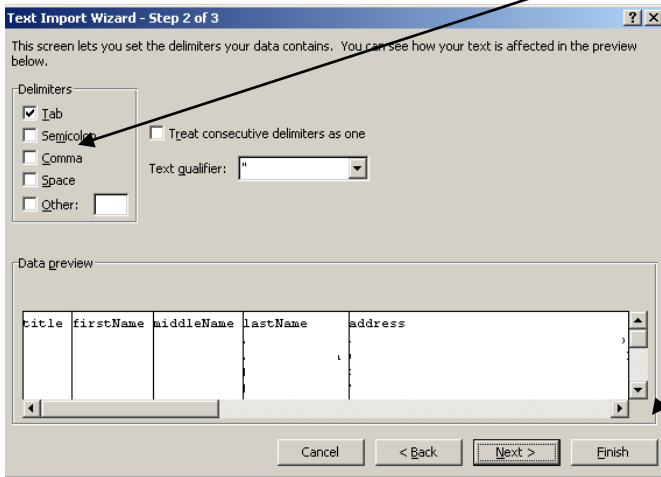 Text Import Wizard - Step 2 of 3
This screen lets you set the delimiters your data contains. You can see how your text is affected in the preview
below.
Delimiters
Tab
Semicolon
Treat consecutive delimiters as one
Comma
Text qualifier: "
Space
Other:
Data preview
title firstName middleName lastName address
Cancel < Back Next > Finish